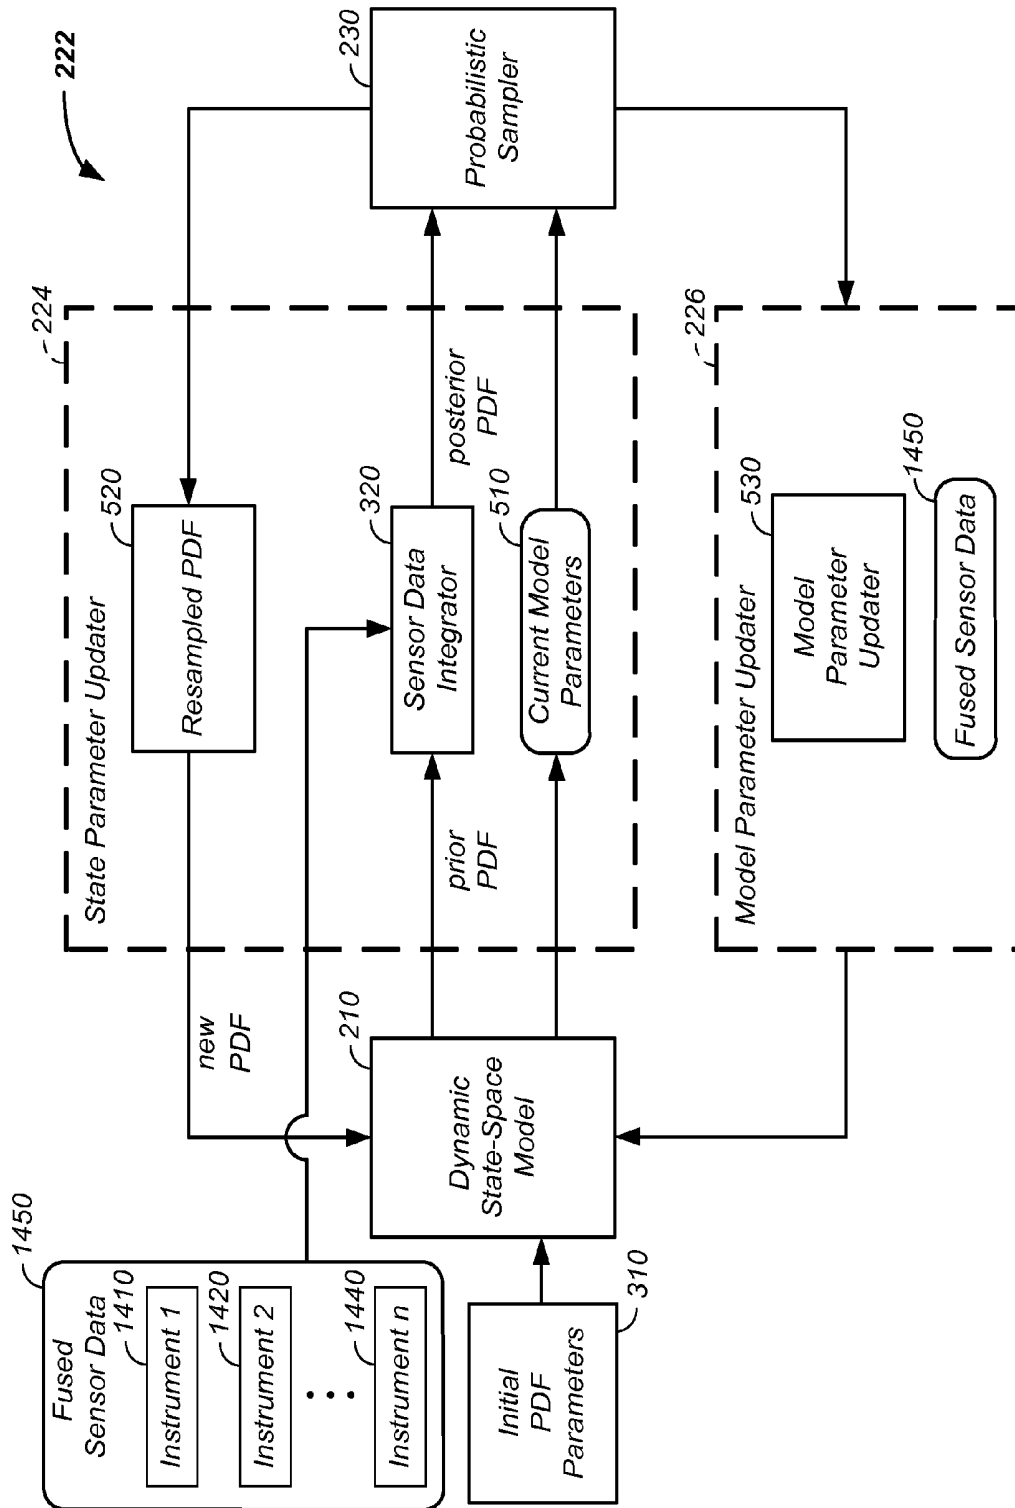 222
1450
Fused
Sensor Data
1410
Instrument 1
1420
Instrument 2
1440
Instrument n
310
Initial
PDF
Parameters
new
PDF
210
Dynamic
State-Space
Model
224
State Parameter Updater
520
Resampled PDF
prior
PDF
320
Sensor Data
Integrator
posterior
PDF
510
Current Model
Parameters
230
Probabilistic
Sampler
226
Model Parameter Updater
530
Model
Parameter
Updater
1450
Fused Sensor Data